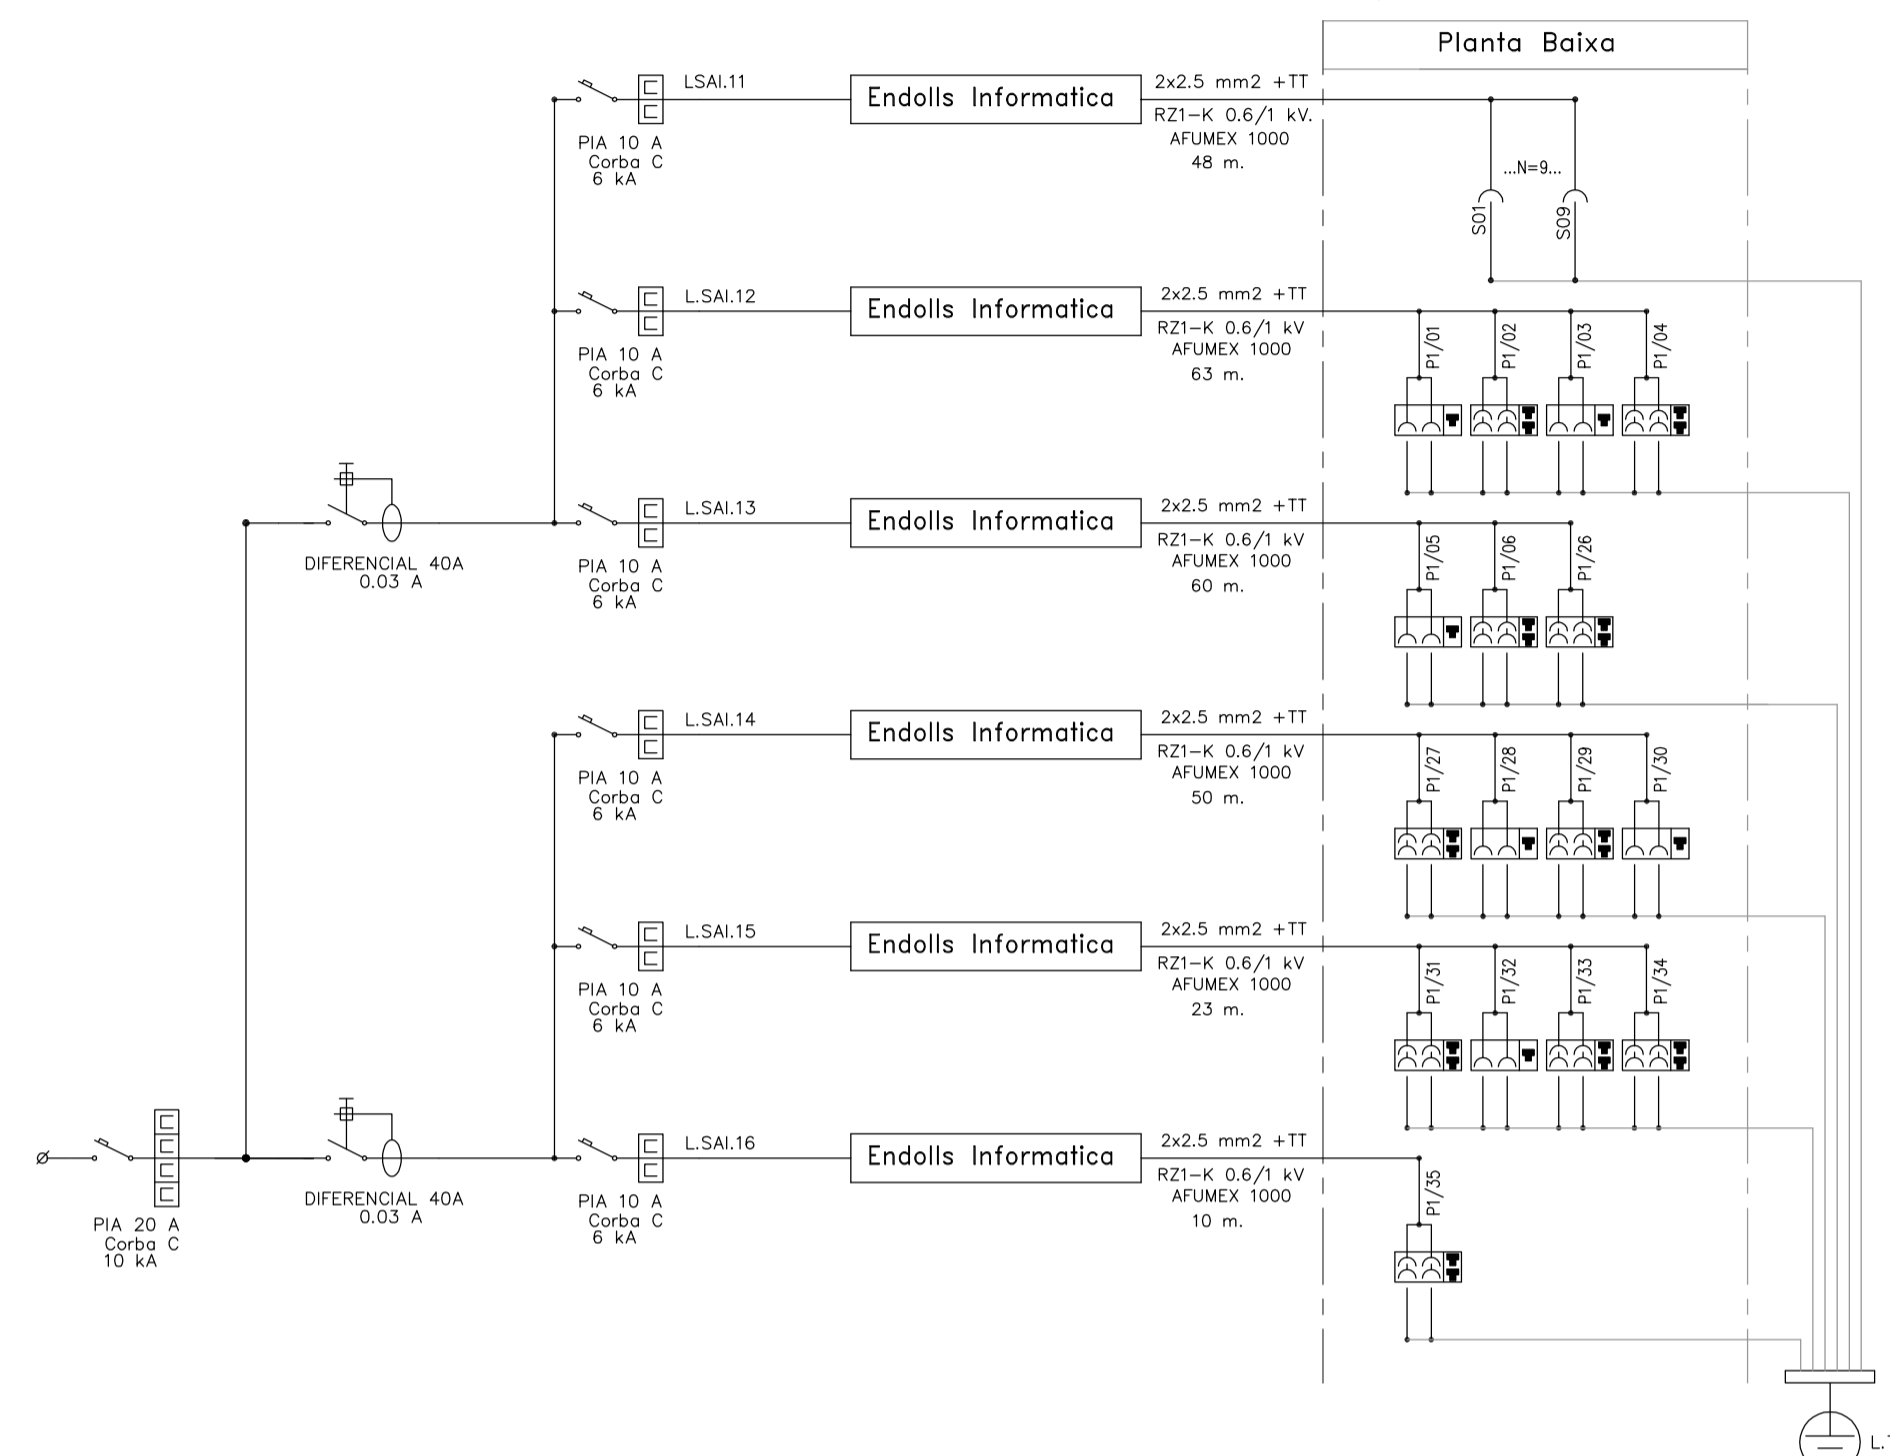 Planta Baixa
LSAI.11
Endolls Informatica
2x2.5 mm2 +TT
RZ1-K 0.6/1 kV.
AFUMEX 1000
48 m.
PIA 10 A
Corba C
6 kA
...N=9...
S01
S09
L.SAI.12
Endolls Informatica
2x2.5 mm2 +TT
RZ1-K 0.6/1 kV
AFUMEX 1000
63 m.
PIA 10 A
Corba C
6 kA
P1/01
P1/02
P1/03
P1/04
DIFERENCIAL 40A
0.03 A
L.SAI.13
Endolls Informatica
2x2.5 mm2 +TT
RZ1-K 0.6/1 kV
AFUMEX 1000
60 m.
PIA 10 A
Corba C
6 kA
P1/05
P1/06
P1/26
L.SAI.14
Endolls Informatica
2x2.5 mm2 +TT
RZ1-K 0.6/1 kV
AFUMEX 1000
50 m.
PIA 10 A
Corba C
6 kA
P1/27
P1/28
P1/29
P1/30
L.SAI.15
Endolls Informatica
2x2.5 mm2 +TT
RZ1-K 0.6/1 kV
AFUMEX 1000
23 m.
PIA 10 A
Corba C
6 kA
P1/31
P1/32
P1/33
P1/34
PIA 20 A
Corba C
10 kA
DIFERENCIAL 40A
0.03 A
L.SAI.16
Endolls Informatica
2x2.5 mm2 +TT
RZ1-K 0.6/1 kV
AFUMEX 1000
10 m.
PIA 10 A
Corba C
6 kA
P1/35